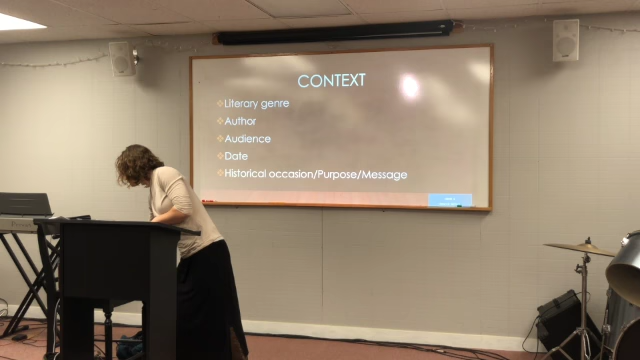 CONTEXT
Literary genre
Author
Audience
Date
Historical occasion/Purpose/Message